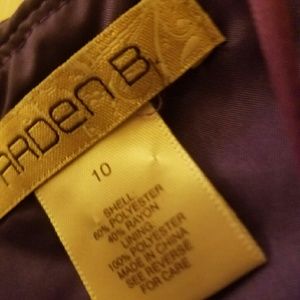 ARDEN B.
10
SHELL:
60% POLYESTER
40% RAYON
LINING:
100% POLYESTER
MADE IN CHINA
SEE REVERSE
FOR CARE